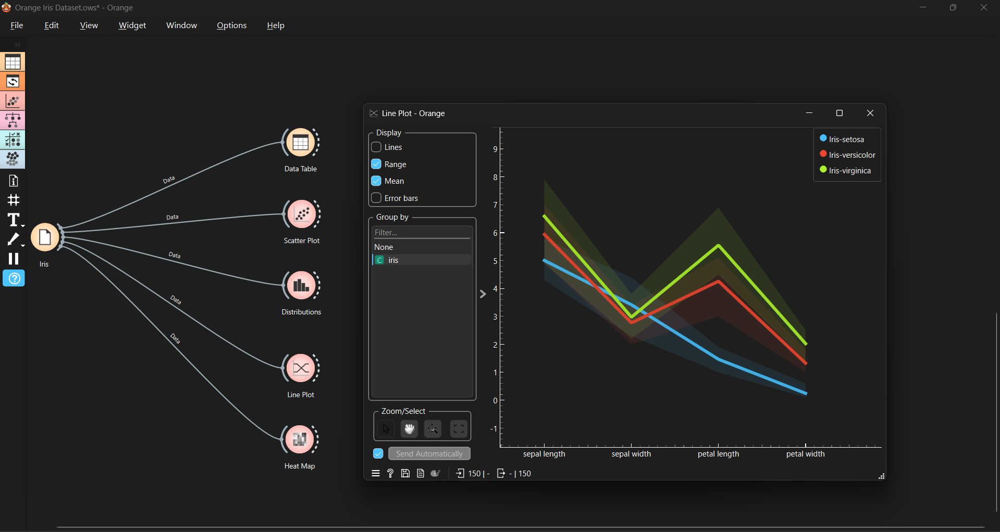 Orange Iris Dataset.ows* - Orange
File Edit View Widget Window Options Help
Data Table
Data
Scatter Plot
Data
Iris
Data
Distributions
Data
Data
Line Plot
Heat Map
Line Plot - Orange
Display
Lines
Range
Mean
Error bars
Group by
Filter...
None
C iris
Zoom/Select
Send Automatically
150 | - - | 150
9
8
7
6
5
4
3
2
1
0
-1
sepal length sepal width petal length petal width
Iris-setosa
Iris-versicolor
Iris-virginica